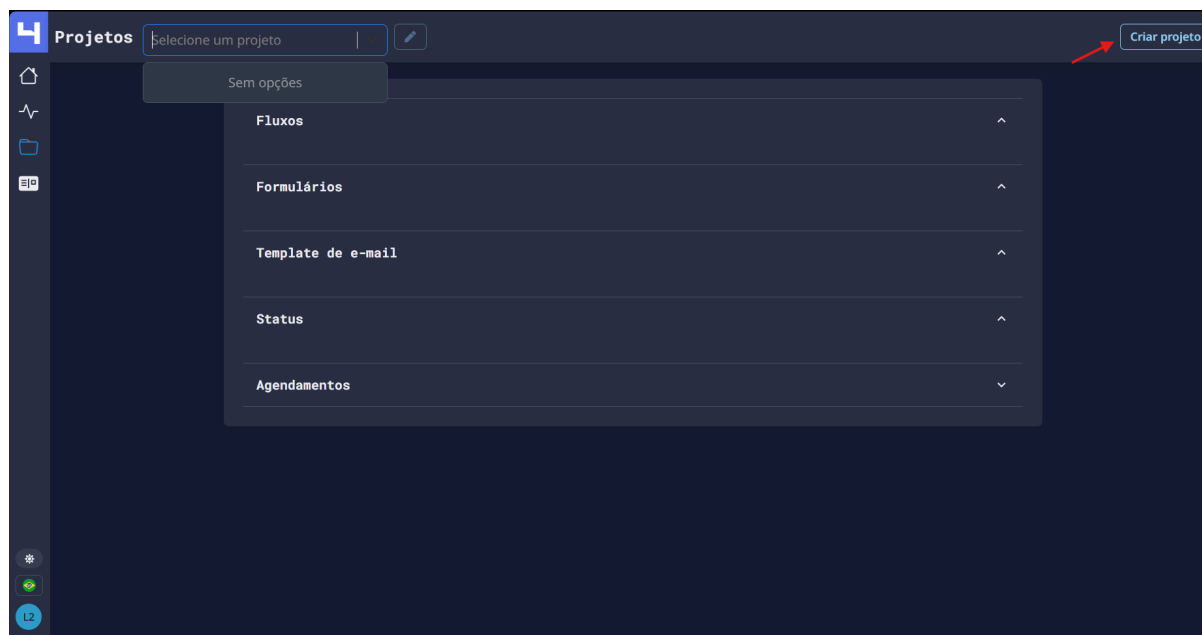 Projetos
Selecione um projeto
Criar projeto
Sem opções
Fluxos
Formulários
Template de e-mail
Status
Agendamentos
L2